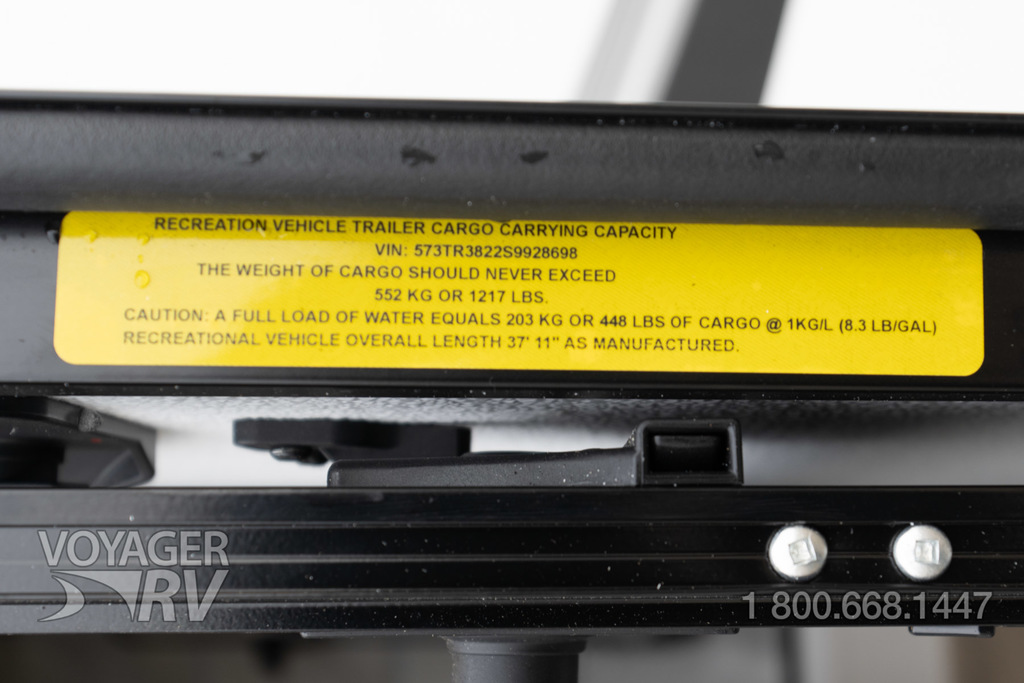 RECREATION VEHICLE TRAILER CARGO CARRYING CAPACITY
VIN: 573TR3822S9928698
THE WEIGHT OF CARGO SHOULD NEVER EXCEED
552 KG OR 1217 LBS.
CAUTION: A FULL LOAD OF WATER EQUALS 203 KG OR 448 LBS OF CARGO @ 1KG/L (8.3 LB/GAL)
RECREATIONAL VEHICLE OVERALL LENGTH 37' 11" AS MANUFACTURED.
VOYAGER
RV
1 800.668.1447